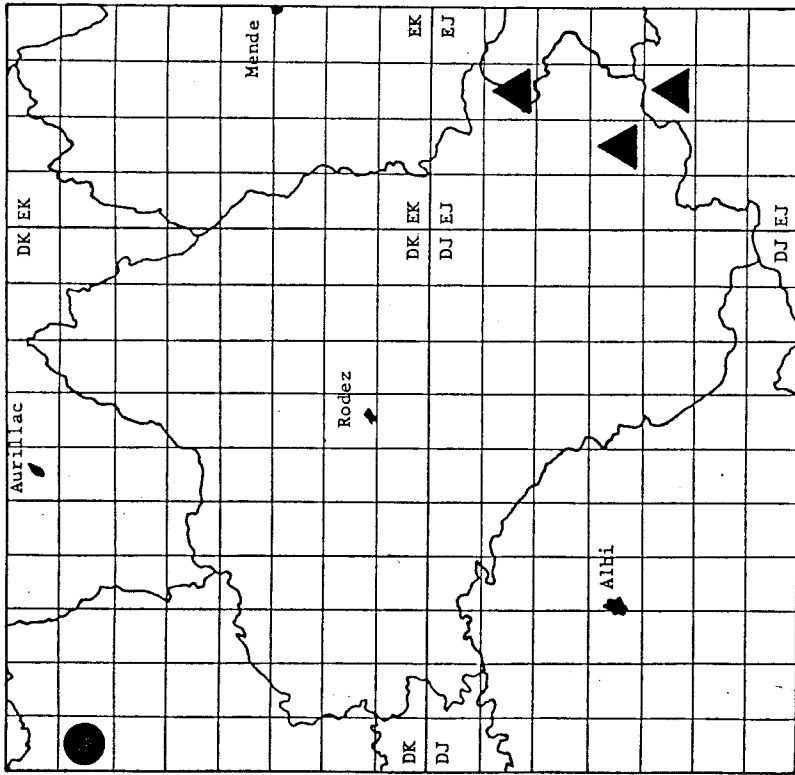 Aurillac
Mende
Rodez
Albi
DK EK
EK
EJ
DK EK
DJ EJ
DK
DJ
DJ EJ